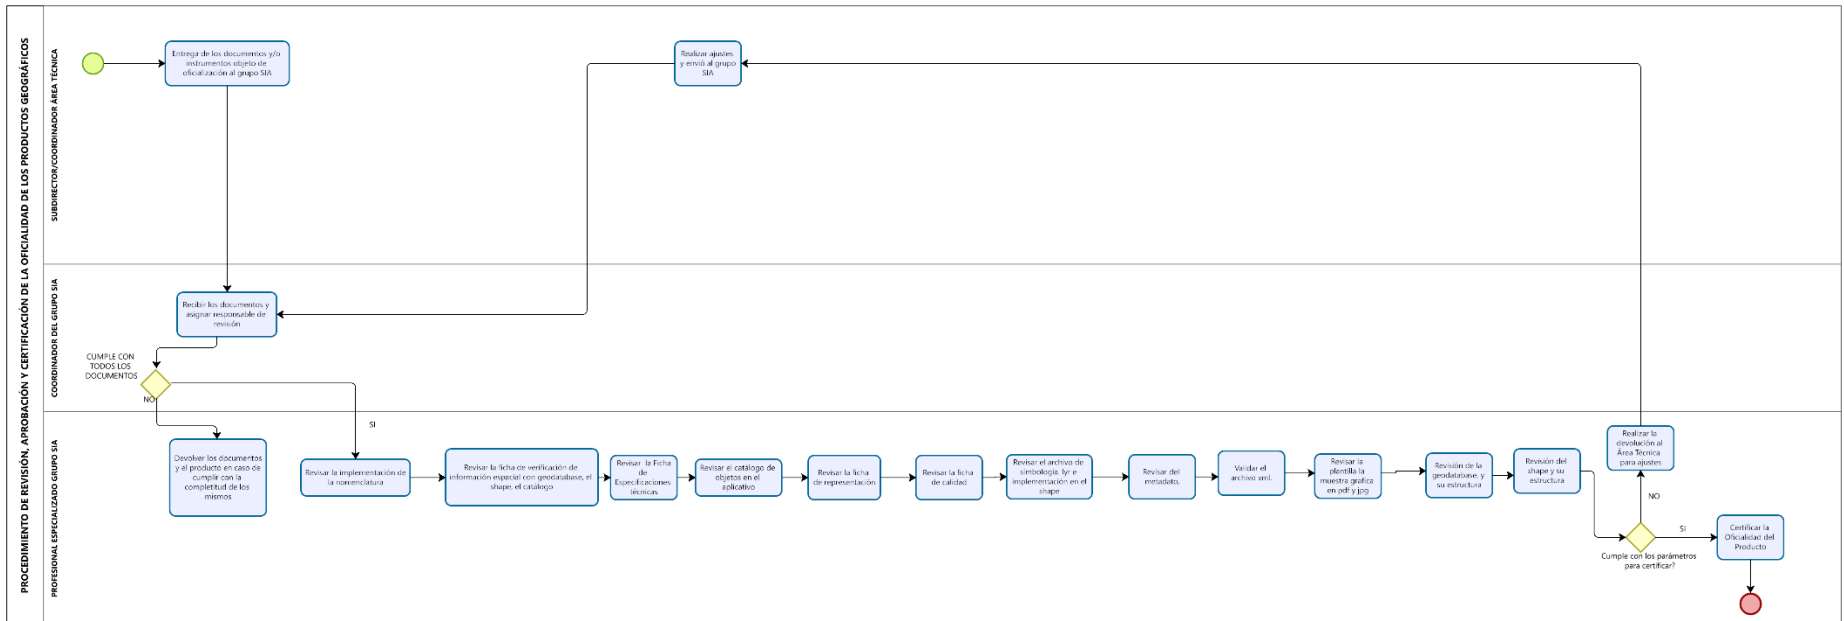 PROCEDIMIENTO DE REVISIÓN, APROBACIÓN Y CERTIFICACIÓN DE LA OFICIALIDAD DE LOS PRODUCTOS GEOGRÁFICOS
SUBDIRECTOR/COORDINADOR ÁREA TÉCNICA
Entrega de los documentos y/o
instrumentos objeto de
oficialización al grupo SIA
Realizar ajustes
y envió al grupo
SIA
COORDINADOR DEL GRUPO SIA
Recibir los documentos y
asignar responsable de
revisión
CUMPLE CON
TODOS LOS
DOCUMENTOS
NO
SI
PROFESIONAL ESPECIALIZADO GRUPO SIA
Devolver los documentos
y el producto en caso de
cumplir con la
completitud de los
mismos
Revisar la implementación de
la nomenclatura
Revisar la ficha de verificación de
información espacial con geodatabase, el
shape, el catálogo
Revisar la Ficha
de
Especificaciones
técnicas
Revisar el catálogo de
objetos en el
aplicativo
Revisar la ficha
de representación
Revisar la ficha
de calidad
Revisar el archivo de
simbología. lyr e
implementación en el
shape
Revisar del
metadato,
Validar el
archivo xml.
Revisar la
plantilla la
muestra grafica
en pdf y jpg
Revisión de la
geodatabase, y
su estructura
Revisión del
shape y su
estructura
Realizar la
devolución al
Área Técnica
para ajustes
NO
SI
Cumple con los parámetros
para certificar?
Certificar la
Oficialidad del
Producto